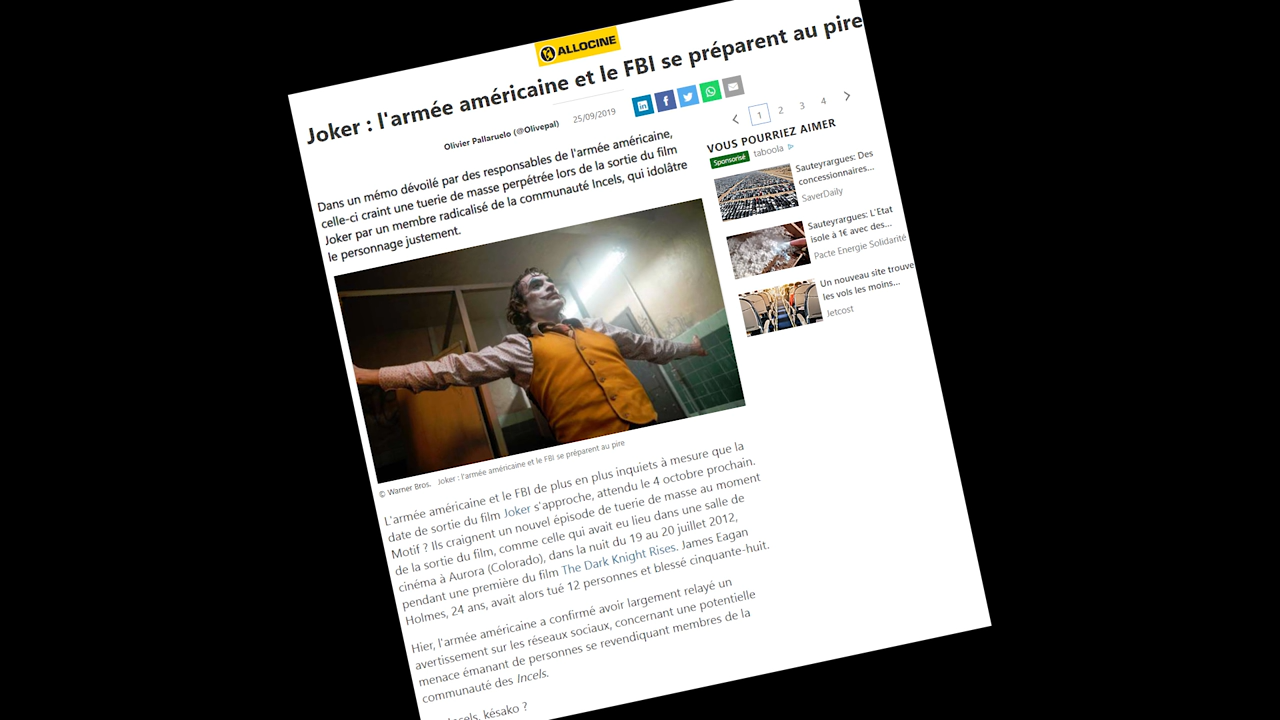 ALLOCINE
Joker : l'armée américaine et le FBI se préparent au pire
Olivier Pallaruelo (@Olivepal) 25/09/2019
Dans un mémo dévoilé par des responsables de l'armée américaine,
celle-ci craint une tuerie de masse perpétrée lors de la sortie du film
Joker par un membre radicalisé de la communauté Incels, qui idolâtre
le personnage justement.
© Warner Bros. Joker : l'armée américaine et le FBI se préparent au pire
L'armée américaine et le FBI de plus en plus inquiets à mesure que la
date de sortie du film Joker s'approche, attendu le 4 octobre prochain.
Motif ? Ils craignent un nouvel épisode de tuerie de masse au moment
de la sortie du film, comme celle qui avait eu lieu dans une salle de
cinéma à Aurora (Colorado), dans la nuit du 19 au 20 juillet 2012,
pendant une première du film The Dark Knight Rises. James Eagan
Holmes, 24 ans, avait alors tué 12 personnes et blessé cinquante-huit.
Hier, l'armée américaine a confirmé avoir largement relayé un
avertissement sur les réseaux sociaux, concernant une potentielle
menace émanant de personnes se revendiquant membres de la
communauté des Incels.
Incels, késako ?
1 2 3 4
VOUS POURRIEZ AIMER
Sponsorisé taboola
Sauteyrargues: Des
concessionnaires...
SaverDaily
Sauteyrargues: L'Etat
isole à 1€ avec des...
Pacte Energie Solidarité
Un nouveau site trouve
les vols les moins...
Jetcost